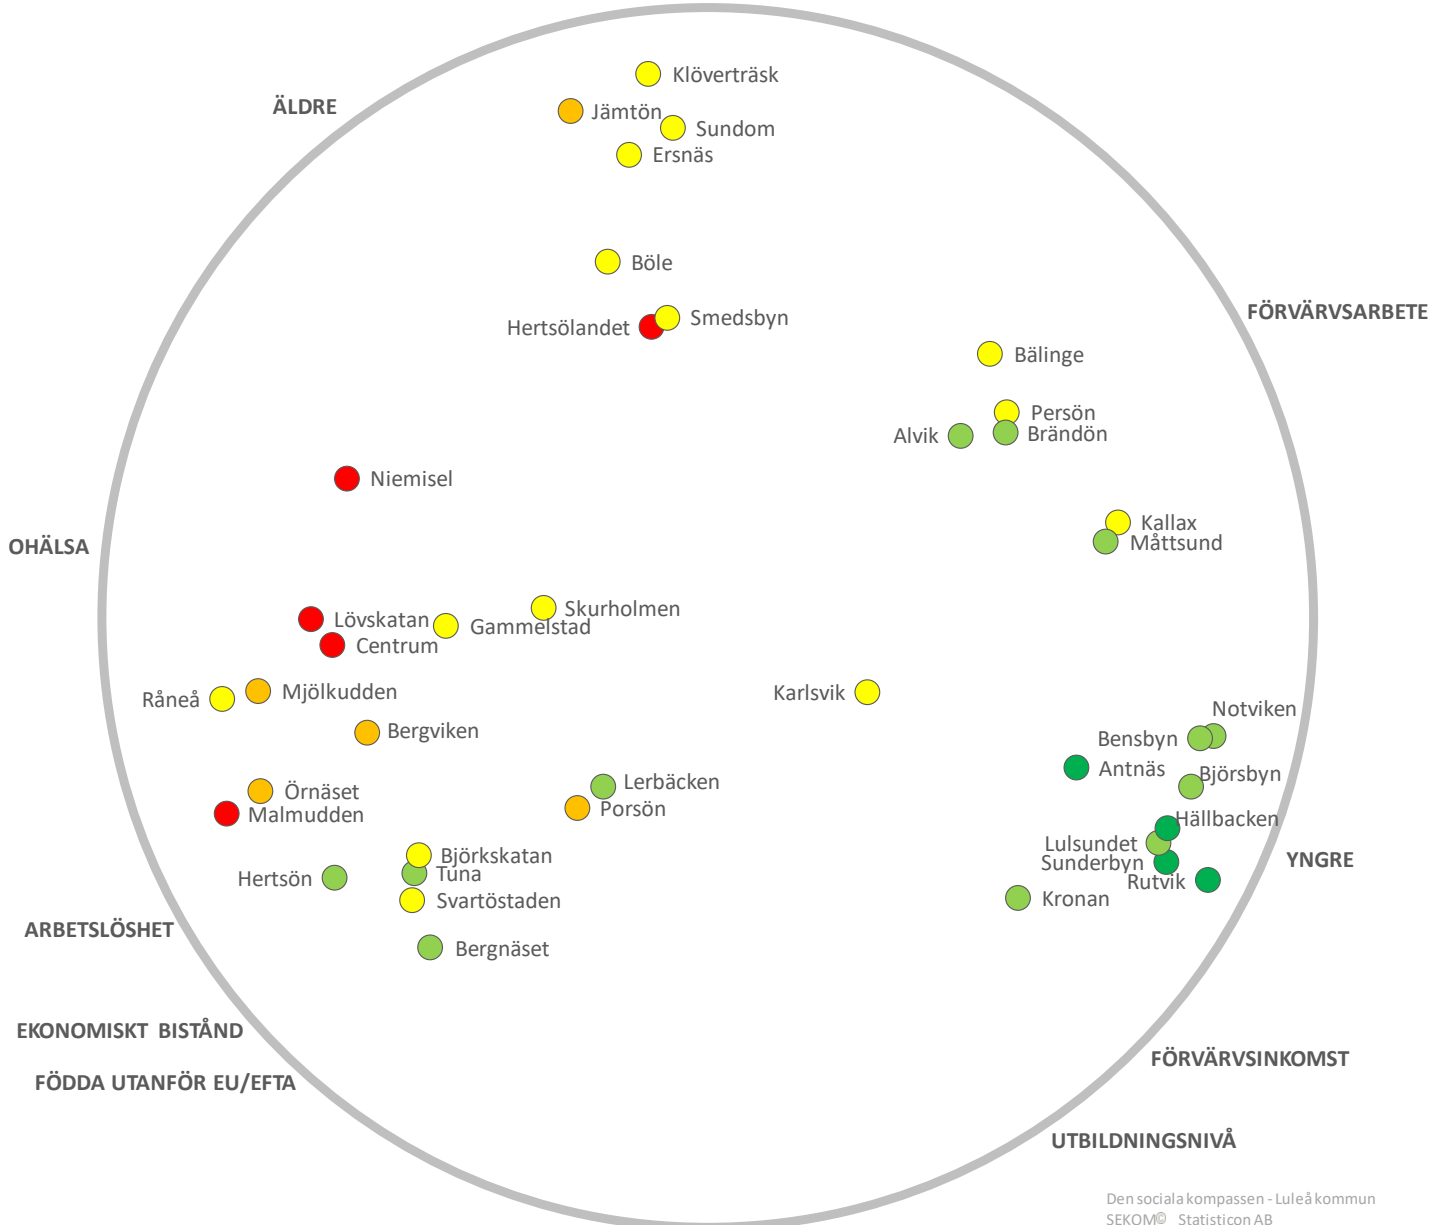 Klöverträsk
ÄLDRE
Jämtön
Sundom
Ersnäs
Böle
FÖRVÄRVSARBETE
Smedsbyn
Hertsölandet
Bälinge
Persön
Alvik
Brändön
Niemisel
Kallax
Måttsund
OHÄLSA
Skurholmen
Lövskatan
Gammelstad
Centrum
Mjölkudden
Råneå
Karlsvik
Notviken
Bergviken
Bensbyn
Antnäs
Björsbyn
Lerbäcken
Örnäset
Porsön
Malmudden
Hällbacken
Lulsundet
Björkskatan
Sunderbyn
YNGRE
Tuna
Hertsön
Rutvik
Svartöstaden
Kronan
ARBETSLÖSHET
Bergnäset
EKONOMISKT BISTÅND
FÖRVÄRVSINKOMST
FÖDDA UTANFÖR EU/EFTA
UTBILDNINGSNIVÅ
Den sociala kompassen - Luleå kommun
SEKOM© Statisticon AB